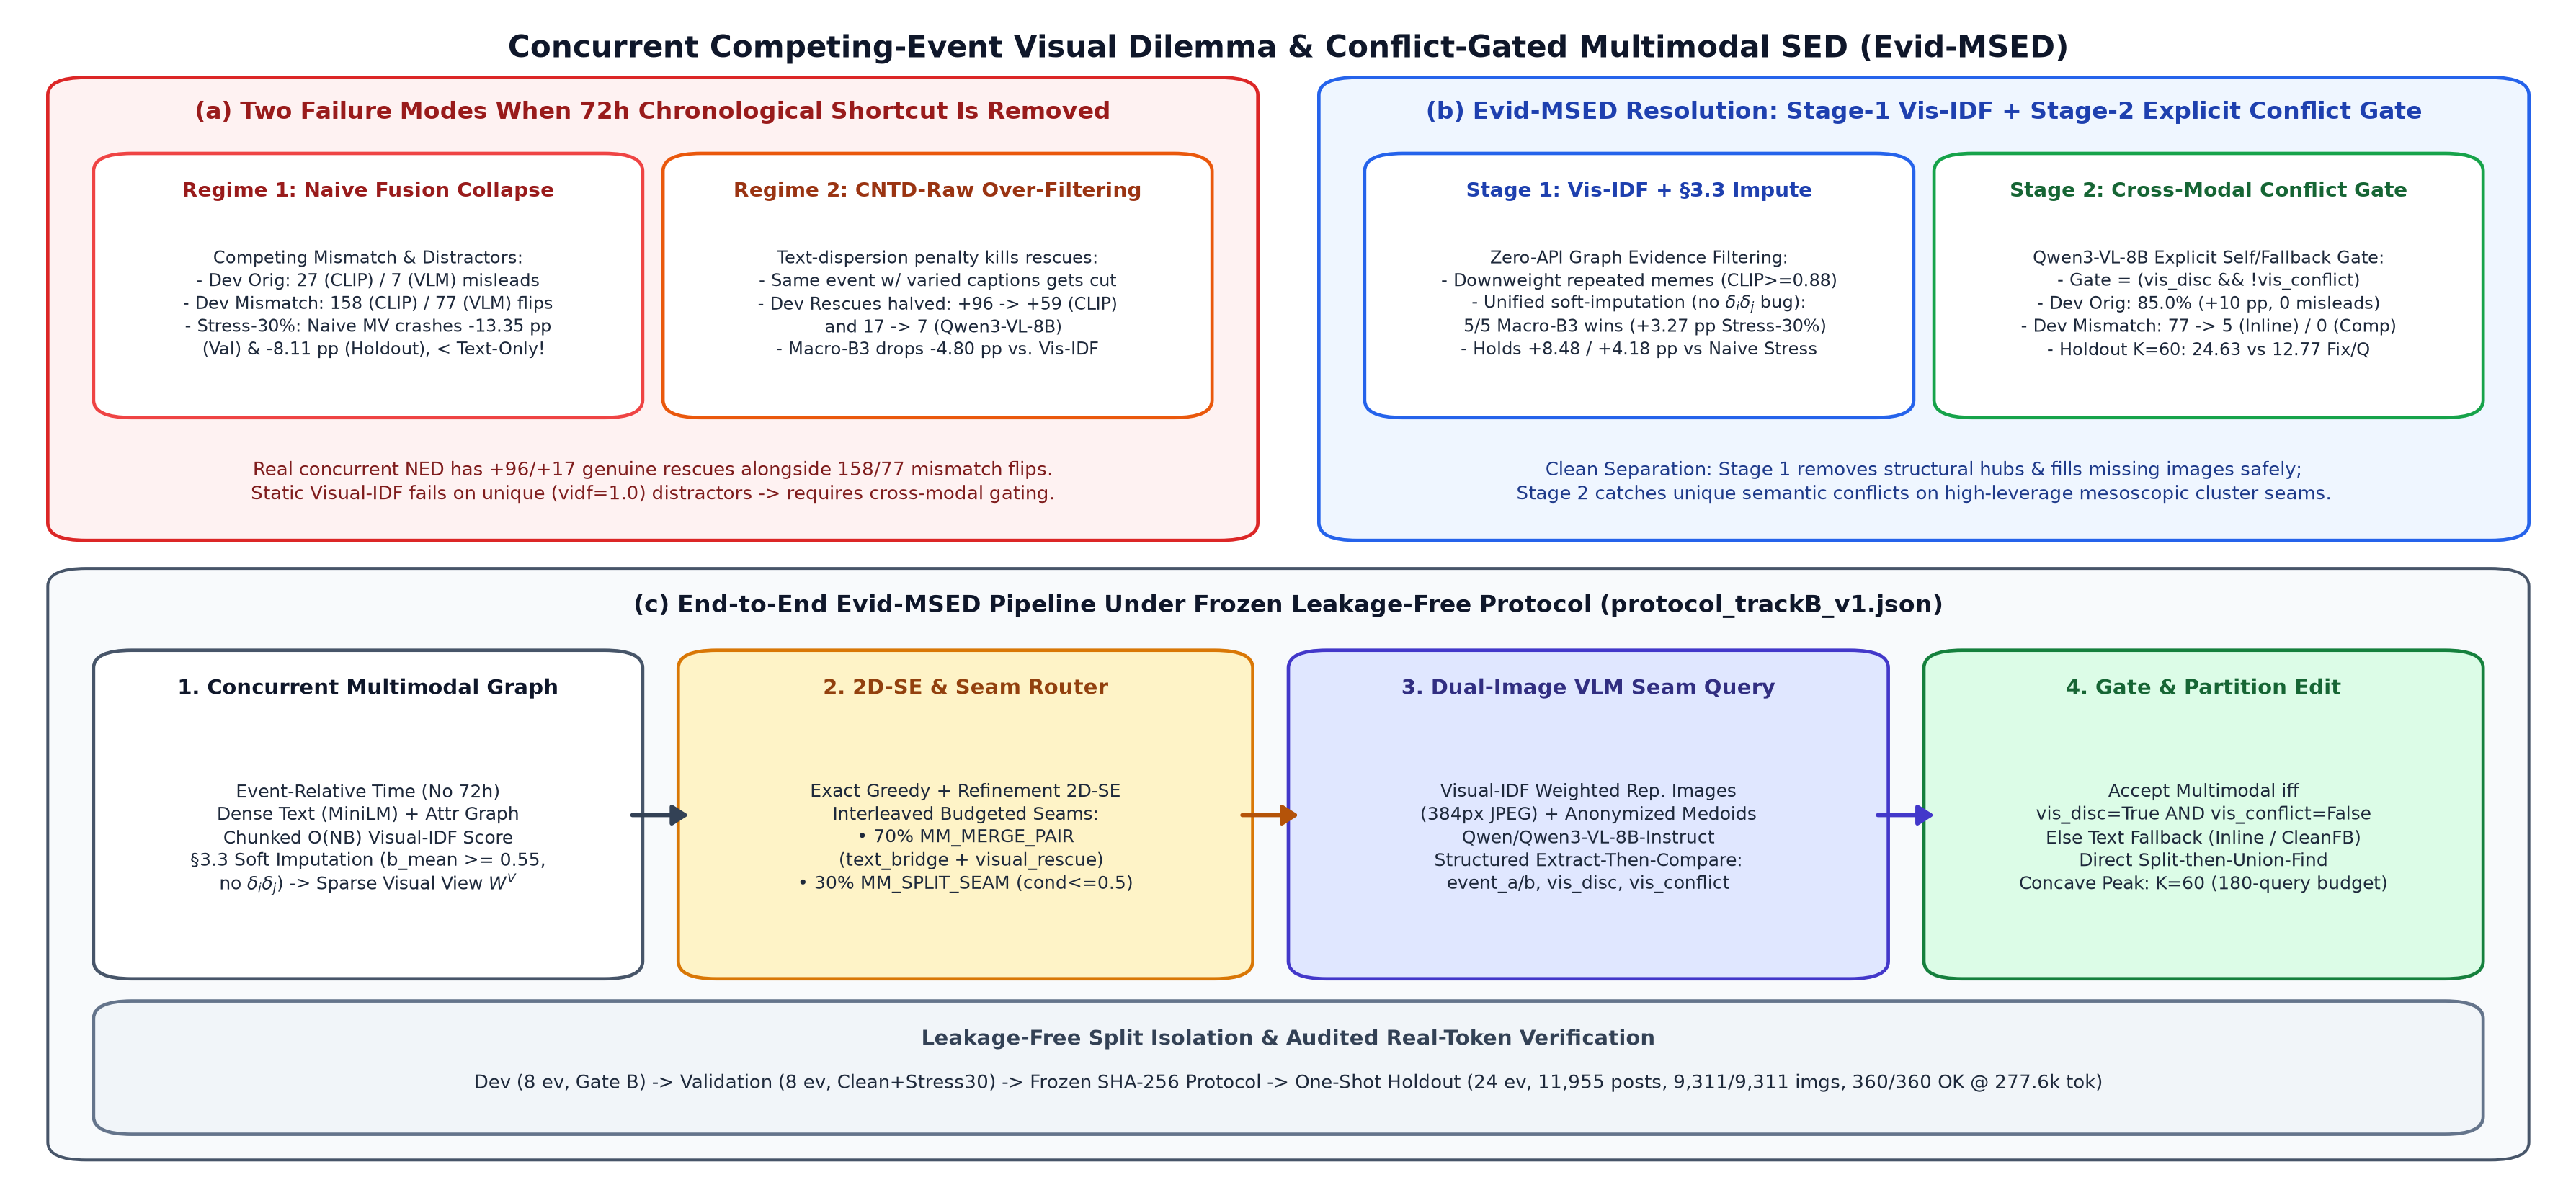 Concurrent Competing-Event Visual Dilemma & Conflict-Gated Multimodal SED (Evid-MSED)
(a) Two Failure Modes When 72h Chronological Shortcut Is Removed
Regime 1: Naive Fusion Collapse
Competing Mismatch & Distractors:
- Dev Orig: 27 (CLIP) / 7 (VLM) misleads
- Dev Mismatch: 158 (CLIP) / 77 (VLM) flips
- Stress-30%: Naive MV crashes -13.35 pp
(Val) & -8.11 pp (Holdout), < Text-Only!
Regime 2: CNTD-Raw Over-Filtering
Text-dispersion penalty kills rescues:
- Same event w/ varied captions gets cut
- Dev Rescues halved: +96 -> +59 (CLIP)
and 17 -> 7 (Qwen3-VL-8B)
- Macro-B3 drops -4.80 pp vs. Vis-IDF
Real concurrent NED has +96/+17 genuine rescues alongside 158/77 mismatch flips.
Static Visual-IDF fails on unique (vidf=1.0) distractors -> requires cross-modal gating.
(b) Evid-MSED Resolution: Stage-1 Vis-IDF + Stage-2 Explicit Conflict Gate
Stage 1: Vis-IDF + §3.3 Impute
Zero-API Graph Evidence Filtering:
- Downweight repeated memes (CLIP>=0.88)
- Unified soft-imputation (no δᵢδⱼ bug):
5/5 Macro-B3 wins (+3.27 pp Stress-30%)
- Holds +8.48 / +4.18 pp vs Naive Stress
Stage 2: Cross-Modal Conflict Gate
Qwen3-VL-8B Explicit Self/Fallback Gate:
- Gate = (vis_disc && !vis_conflict)
- Dev Orig: 85.0% (+10 pp, 0 misleads)
- Dev Mismatch: 77 -> 5 (Inline) / 0 (Comp)
- Holdout K=60: 24.63 vs 12.77 Fix/Q
Clean Separation: Stage 1 removes structural hubs & fills missing images safely;
Stage 2 catches unique semantic conflicts on high-leverage mesoscopic cluster seams.
(c) End-to-End Evid-MSED Pipeline Under Frozen Leakage-Free Protocol (protocol_trackB_v1.json)
1. Concurrent Multimodal Graph
Event-Relative Time (No 72h)
Dense Text (MiniLM) + Attr Graph
Chunked O(NB) Visual-IDF Score
§3.3 Soft Imputation (b_mean >= 0.55,
no δᵢδⱼ) -> Sparse Visual View Wⱽ
2. 2D-SE & Seam Router
Exact Greedy + Refinement 2D-SE
Interleaved Budgeted Seams:
• 70% MM_MERGE_PAIR
(text_bridge + visual_rescue)
• 30% MM_SPLIT_SEAM (cond<=0.5)
3. Dual-Image VLM Seam Query
Visual-IDF Weighted Rep. Images
(384px JPEG) + Anonymized Medoids
Qwen/Qwen3-VL-8B-Instruct
Structured Extract-Then-Compare:
event_a/b, vis_disc, vis_conflict
4. Gate & Partition Edit
Accept Multimodal iff
vis_disc=True AND vis_conflict=False
Else Text Fallback (Inline / CleanFB)
Direct Split-then-Union-Find
Concave Peak: K=60 (180-query budget)
Leakage-Free Split Isolation & Audited Real-Token Verification
Dev (8 ev, Gate B) -> Validation (8 ev, Clean+Stress30) -> Frozen SHA-256 Protocol -> One-Shot Holdout (24 ev, 11,955 posts, 9,311/9,311 imgs, 360/360 OK @ 277.6k tok)